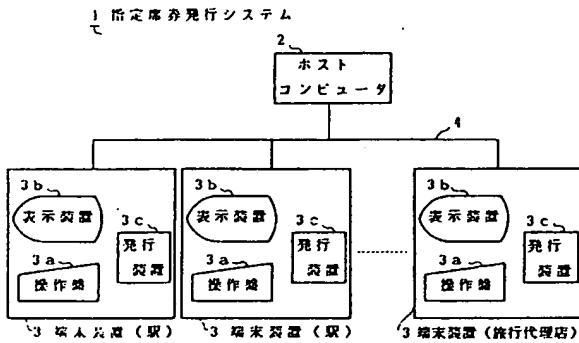 1 指定席券発行システム
2
ホスト
コンピュータ
4
3b
表示装置
3c
発行
装置
3a
操作盤
3 端末装置(駅)
3b
表示装置
3c
発行
装置
3a
操作盤
3 端末装置(駅)
3b
表示装置
3c
発行
装置
3a
操作盤
3 端末装置(旅行代理店)